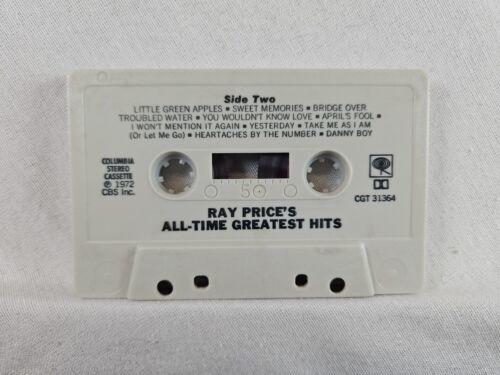 Side Two
LITTLE GREEN APPLES ■ SWEET MEMORIES ■ BRIDGE OVER
TROUBLED WATER ■ YOU WOULDN'T KNOW LOVE ■ APRIL'S FOOL ■
I WON'T MENTION IT AGAIN ■ YESTERDAY ■ TAKE ME AS I AM
(Or Let Me Go) ■ HEARTACHES BY THE NUMBER ■ DANNY BOY
COLUMBIA
STEREO
CASSETTE
℗ 1972
CBS Inc.
50
CGT 31364
RAY PRICE'S
ALL-TIME GREATEST HITS